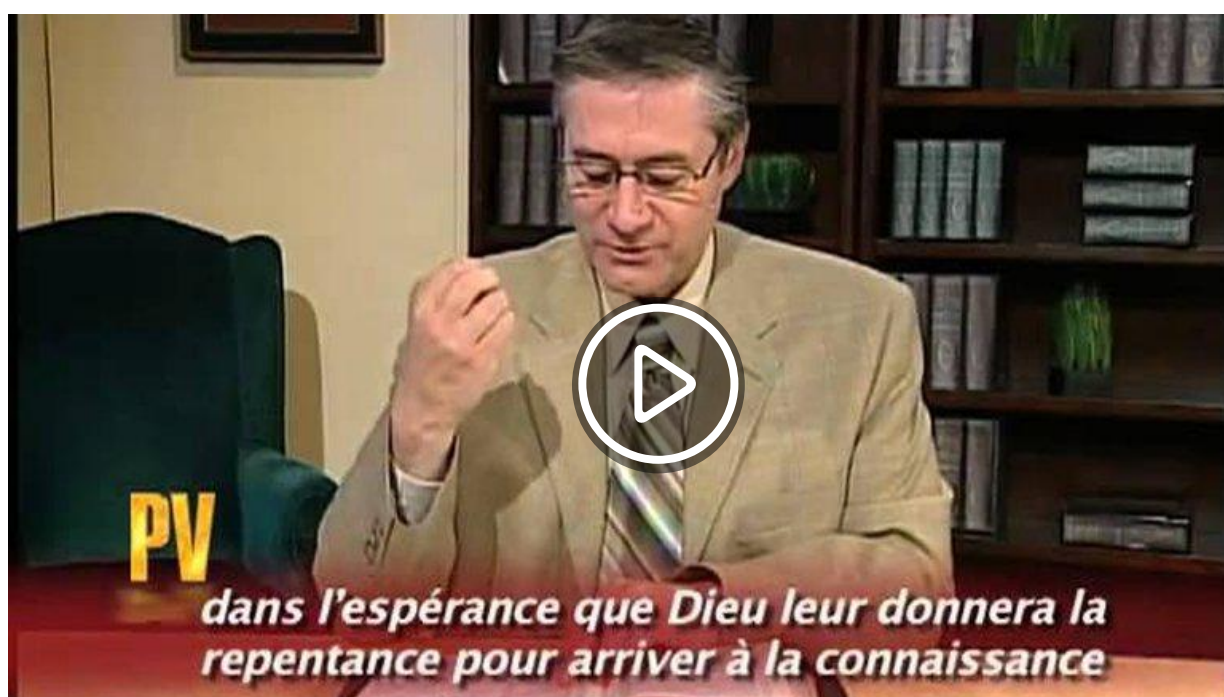 PV
dans l'espérance que Dieu leur donnera la
repentance pour arriver à la connaissance